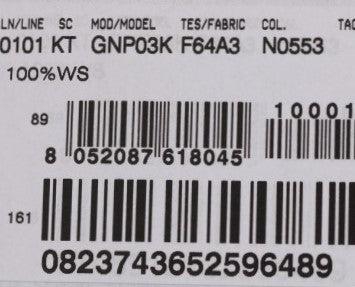 LN/LINE SC MOD/MODEL TES/FABRIC COL. TAG
0101 KT GNP03K F64A3 N0553
100%WS
89 10001
8 052087 618045
161
0823743652596489